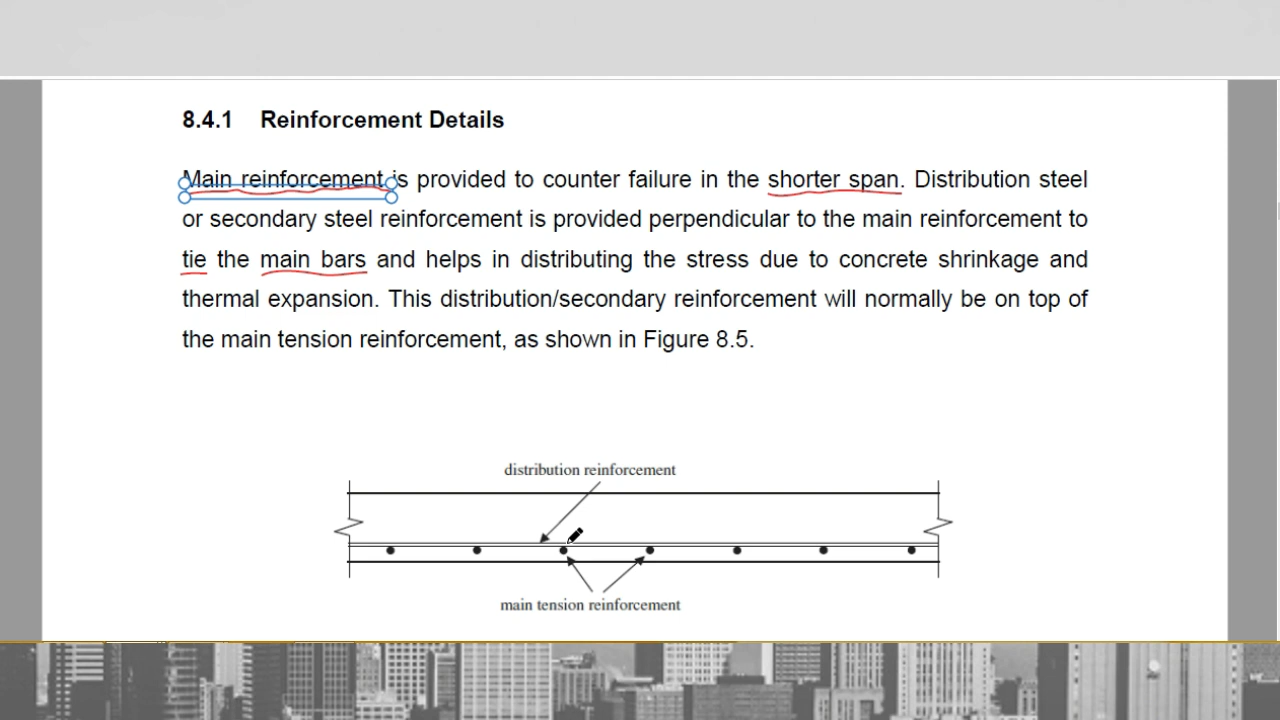 8.4.1 Reinforcement Details
Main reinforcement is provided to counter failure in the shorter span. Distribution steel
or secondary steel reinforcement is provided perpendicular to the main reinforcement to
tie the main bars and helps in distributing the stress due to concrete shrinkage and
thermal expansion. This distribution/secondary reinforcement will normally be on top of
the main tension reinforcement, as shown in Figure 8.5.
distribution reinforcement
main tension reinforcement